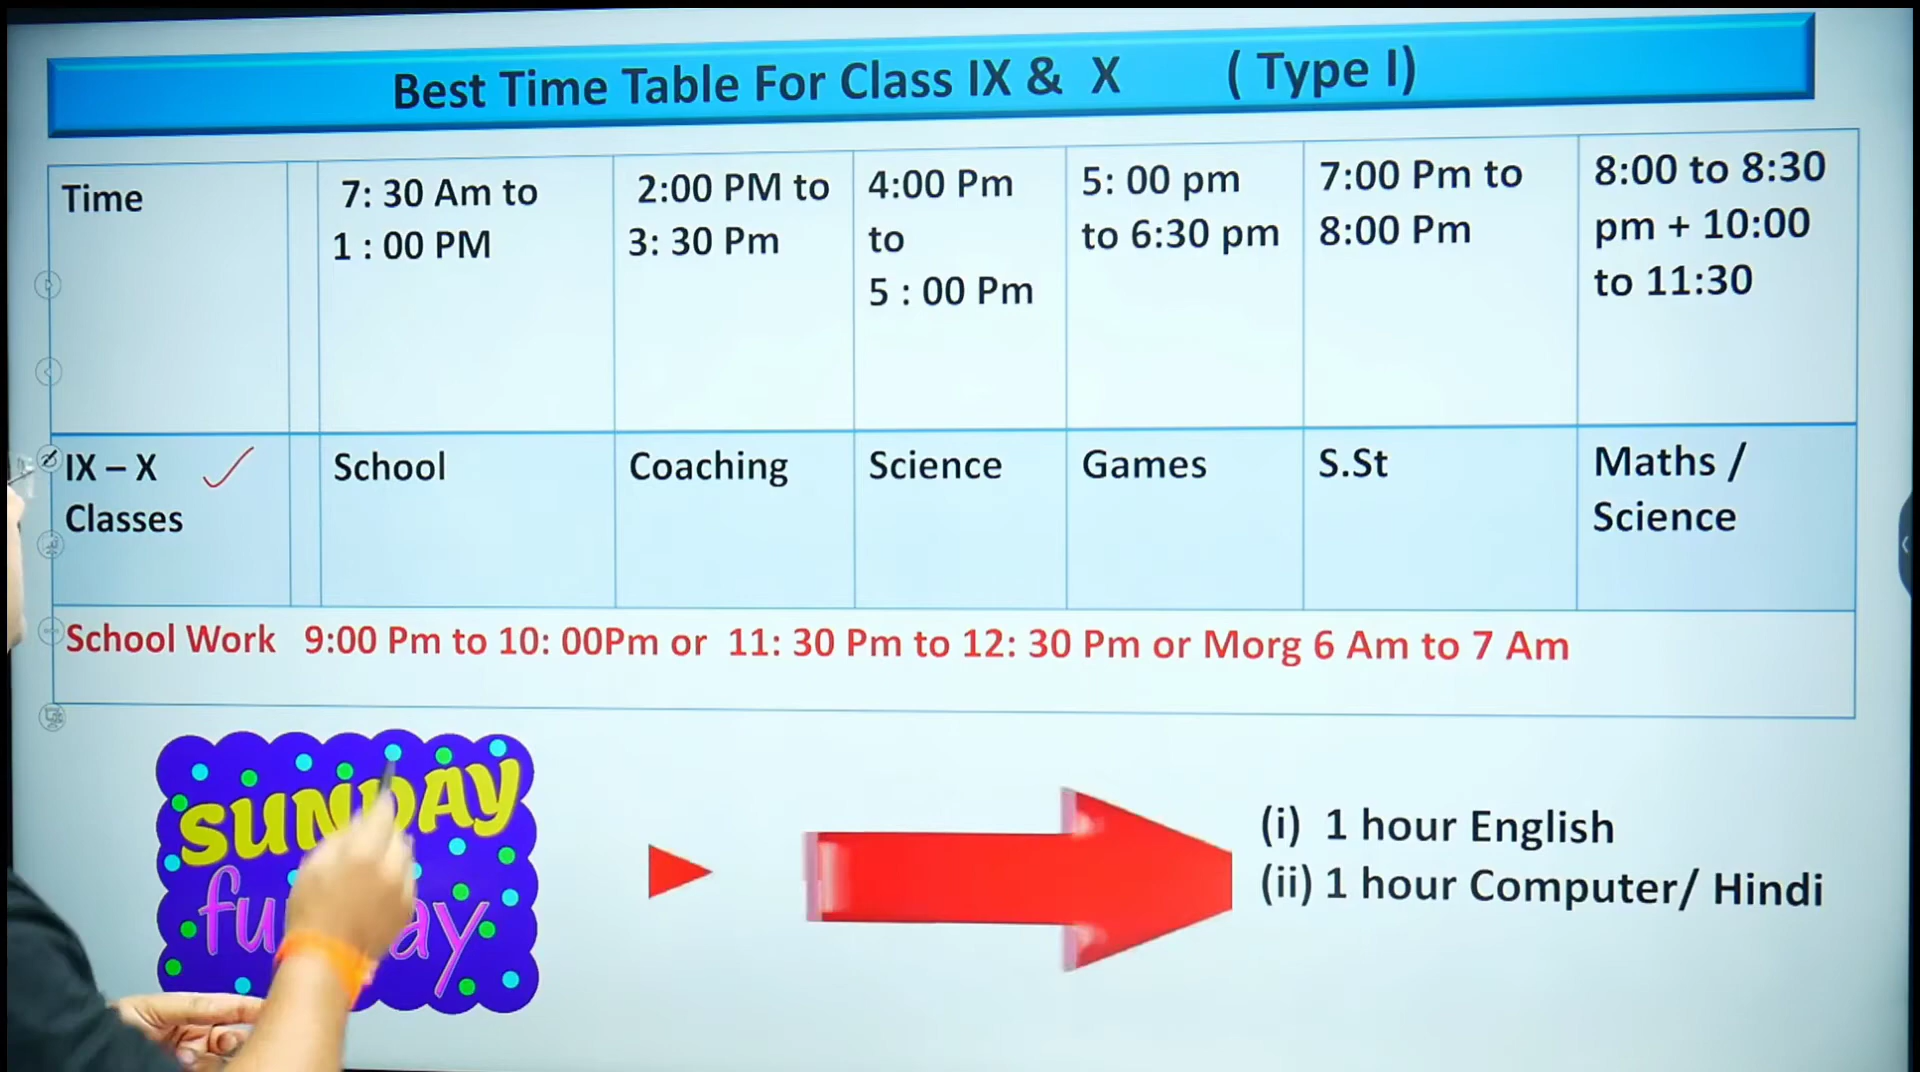 Best Time Table For Class IX & X ( Type I)
Time
7: 30 Am to
1 : 00 PM
2:00 PM to
3: 30 Pm
4:00 Pm
to
5 : 00 Pm
5: 00 pm
to 6:30 pm
7:00 Pm to
8:00 Pm
8:00 to 8:30
pm + 10:00
to 11:30
IX – X
Classes
School
Coaching
Science
Games
S.St
Maths /
Science
School Work 9:00 Pm to 10: 00Pm or 11: 30 Pm to 12: 30 Pm or Morg 6 Am to 7 Am
SUNDAY
(i) 1 hour English
(ii) 1 hour Computer/ Hindi